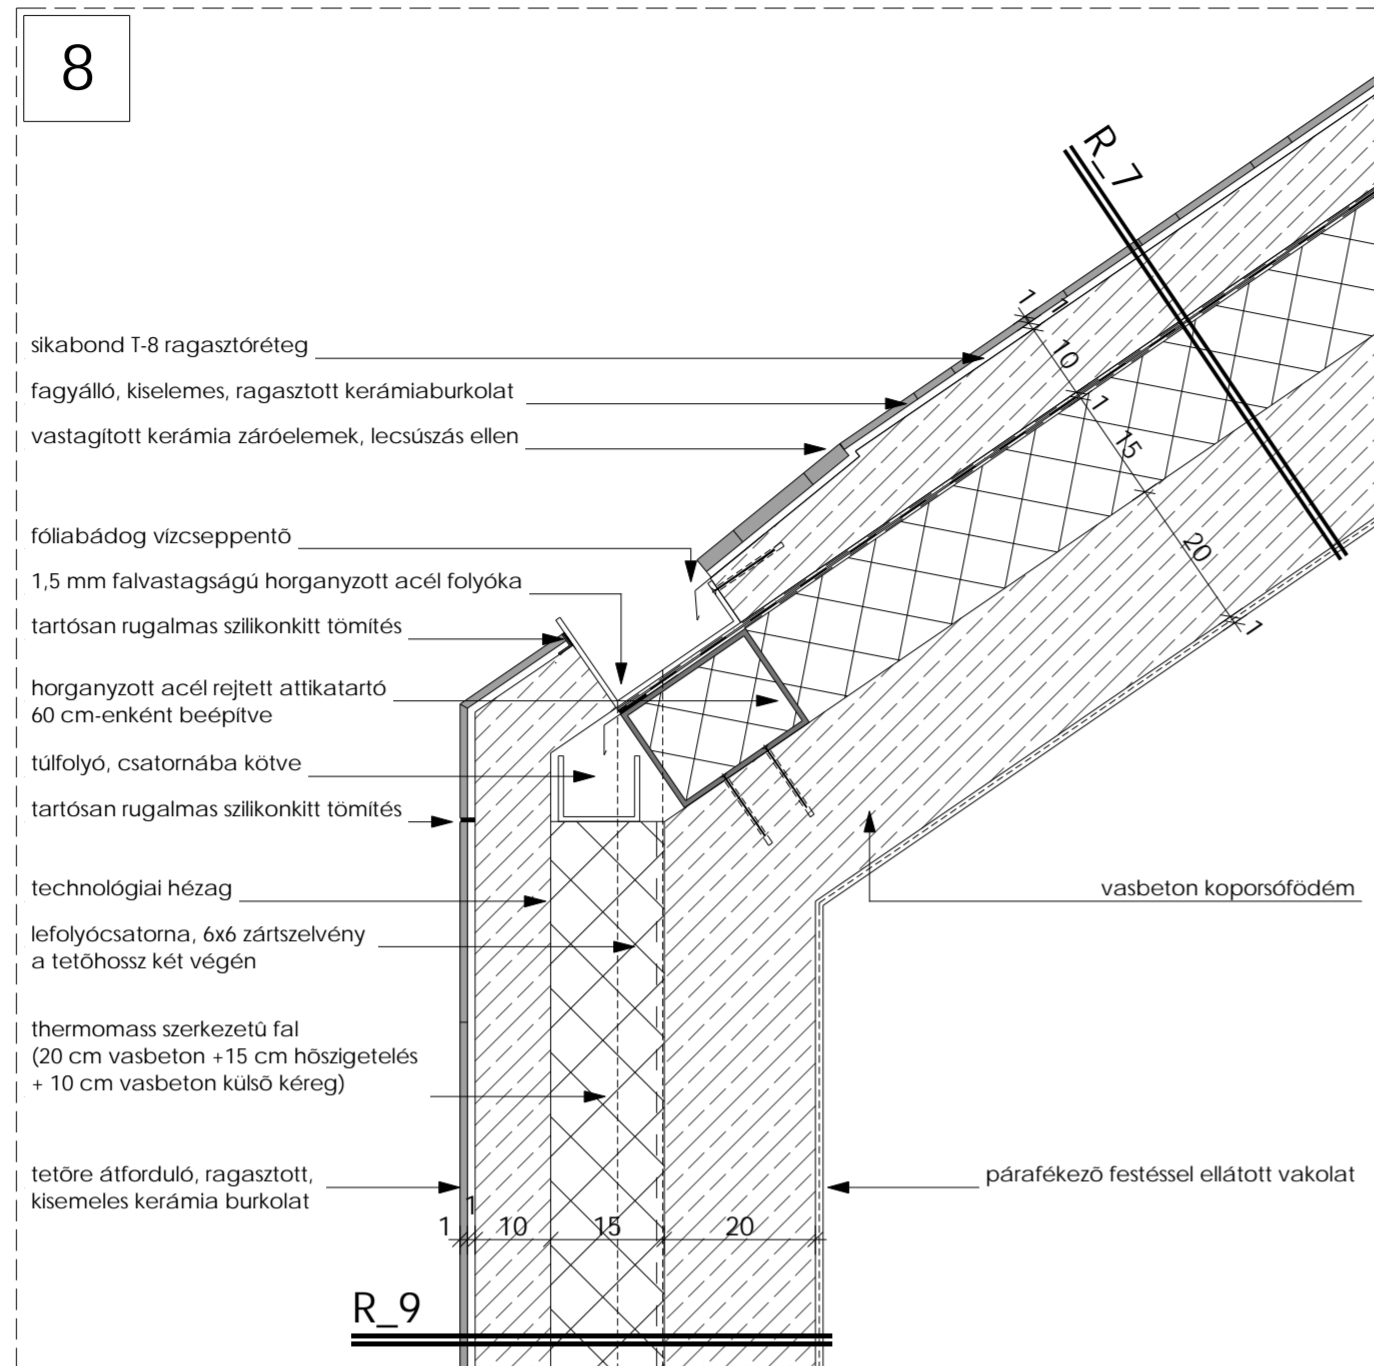 8
R_7
sikabond T-8 ragasztóréteg
fagyálló, kiselemes, ragasztott kerámiaburkolat
vastagított kerámia záróelemek, lecsúszás ellen
1
1
10
1
15
20
1
fóliabádog vízcseppentõ
1,5 mm falvastagságú horganyzott acél folyóka
tartósan rugalmas szilikonkitt tömítés
horganyzott acél rejtett attikatartó
60 cm-enként beépítve
túlfolyó, csatornába kötve
tartósan rugalmas szilikonkitt tömítés
technológiai hézag
vasbeton koporsófödém
lefolyócsatorna, 6x6 zártszelvény
a tetõhossz két végén
thermomass szerkezetû fal
(20 cm vasbeton +15 cm hõszigetelés
+ 10 cm vasbeton külsõ kéreg)
tetõre átforduló, ragasztott,
kisemeles kerámia burkolat
párafékezõ festéssel ellátott vakolat
1 1 10 15 20
R_9